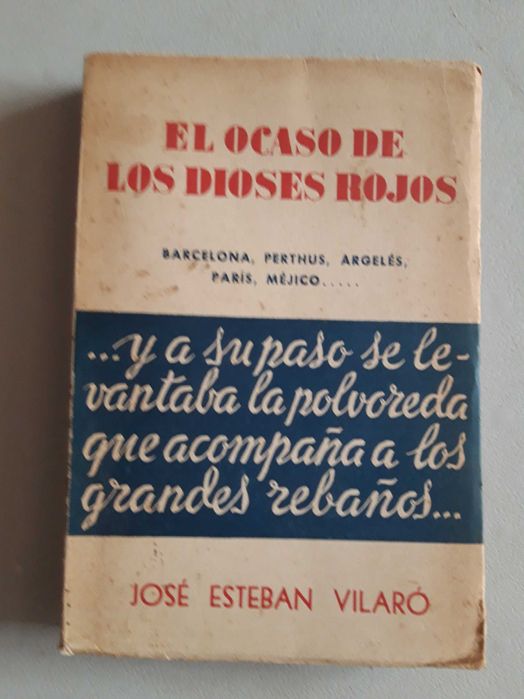 EL OCASO DE
LOS DIOSES ROJOS
BARCELONA, PERTHUS, ARGELÉS,
PARÍS, MÉJICO.....
...y a su paso se le-
vantaba la polvoreda
que acompaña a los
grandes rebaños...
JOSÉ ESTEBAN VILARÓ